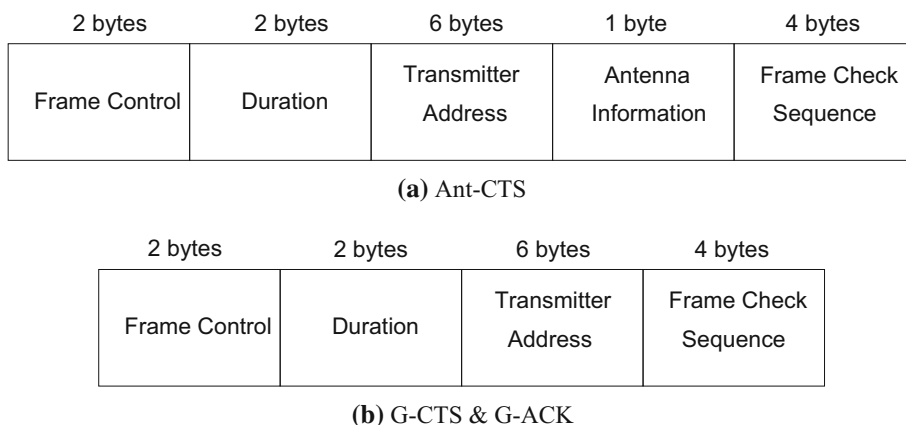 2 bytes 2 bytes 6 bytes 1 byte 4 bytes
Frame Control Duration Transmitter Address Antenna Information Frame Check Sequence
(a) Ant-CTS
2 bytes 2 bytes 6 bytes 4 bytes
Frame Control Duration Transmitter Address Frame Check Sequence
(b) G-CTS & G-ACK